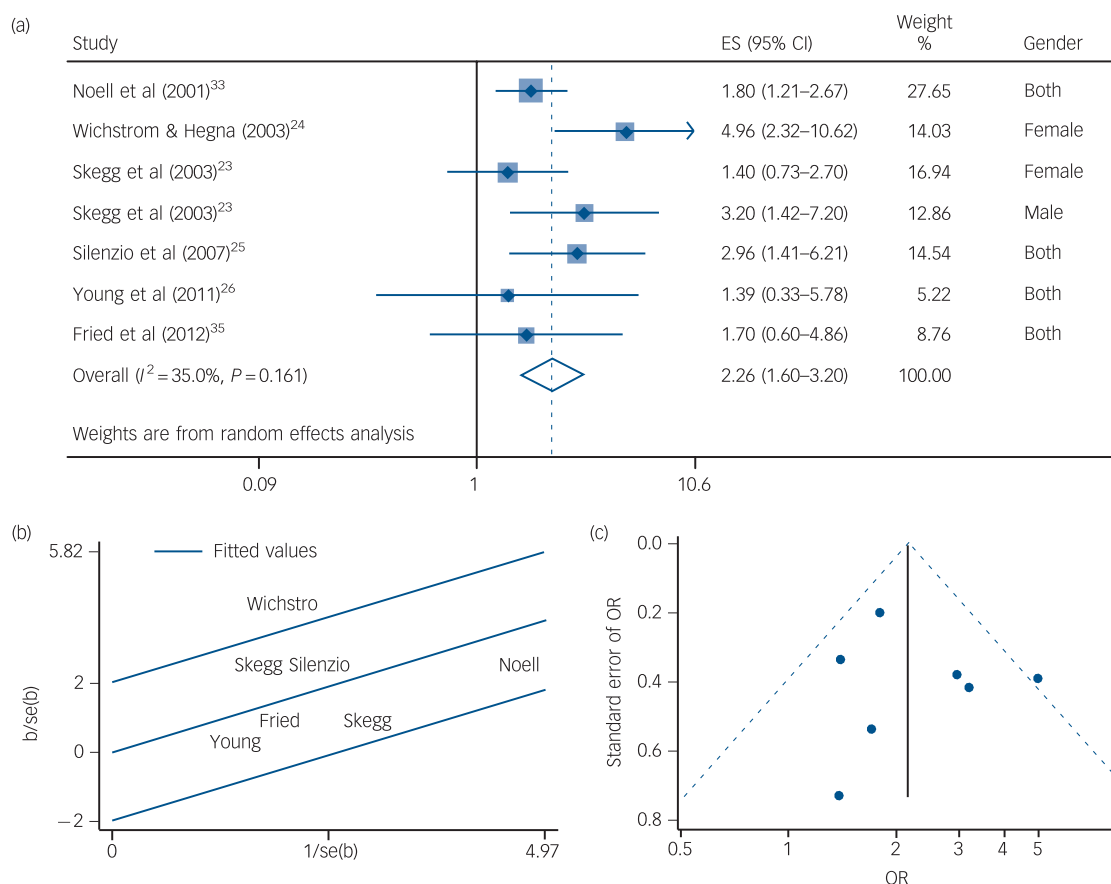 (a)
Study ES (95% CI) Weight % Gender
Noell et al (2001)33 1.80 (1.21–2.67) 27.65 Both
Wichstrom & Hegna (2003)24 4.96 (2.32–10.62) 14.03 Female
Skegg et al (2003)23 1.40 (0.73–2.70) 16.94 Female
Skegg et al (2003)23 3.20 (1.42–7.20) 12.86 Male
Silenzio et al (2007)25 2.96 (1.41–6.21) 14.54 Both
Young et al (2011)26 1.39 (0.33–5.78) 5.22 Both
Fried et al (2012)35 1.70 (0.60–4.86) 8.76 Both
Overall (I2 = 35.0%, P = 0.161) 2.26 (1.60–3.20) 100.00
Weights are from random effects analysis
0.09 1 10.6
(b)
5.82
2
0
−2
b/se(b)
Fitted values
Wichstro
Skegg Silenzio Noell
Fried Skegg
Young
0 1/se(b) 4.97
(c)
0.0
0.2
0.4
0.6
0.8
Standard error of OR
0.5 1 2 3 4 5
OR